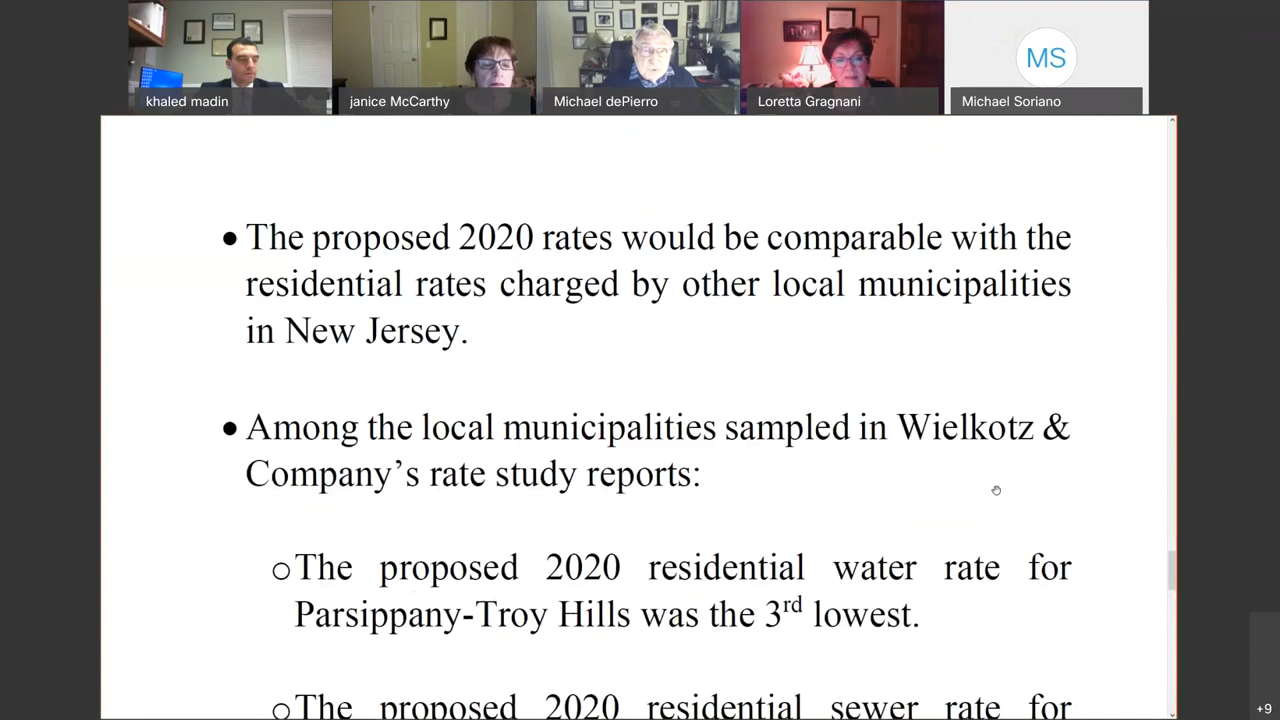 khaled madin
janice McCarthy
Michael dePierro
Loretta Gragnani
MS
Michael Soriano
• The proposed 2020 rates would be comparable with the
residential rates charged by other local municipalities
in New Jersey.
• Among the local municipalities sampled in Wielkotz &
Company’s rate study reports:
○ The proposed 2020 residential water rate for
Parsippany-Troy Hills was the 3rd lowest.
○ The proposed 2020 residential sewer rate for
+9